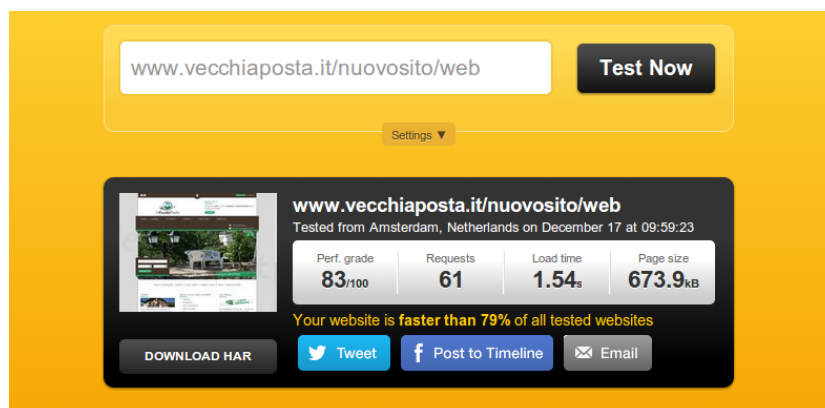 www.vecchiaposta.it/nuovosito/web
Test Now
Settings ▼
www.vecchiaposta.it/nuovosito/web
Tested from Amsterdam, Netherlands on December 17 at 09:59:23
Perf. grade Requests Load time Page size
83/100 61 1.54s 673.9kB
Your website is faster than 79% of all tested websites
DOWNLOAD HAR
Tweet
Post to Timeline
Email